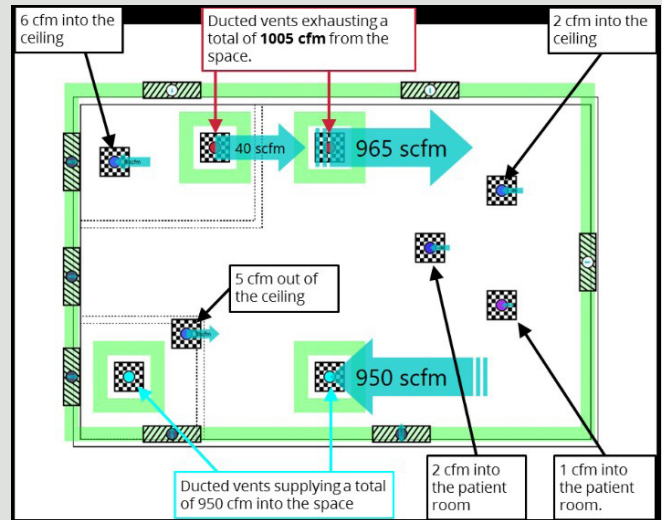 6 cfm into the
ceiling
Ducted vents exhausting a
total of 1005 cfm from the
space.
2 cfm into the
ceiling
40 scfm
965 scfm
5 cfm out of
the ceiling
950 scfm
Ducted vents supplying a total
of 950 cfm into the space
2 cfm into
the patient
room
1 cfm into
the patient
room.